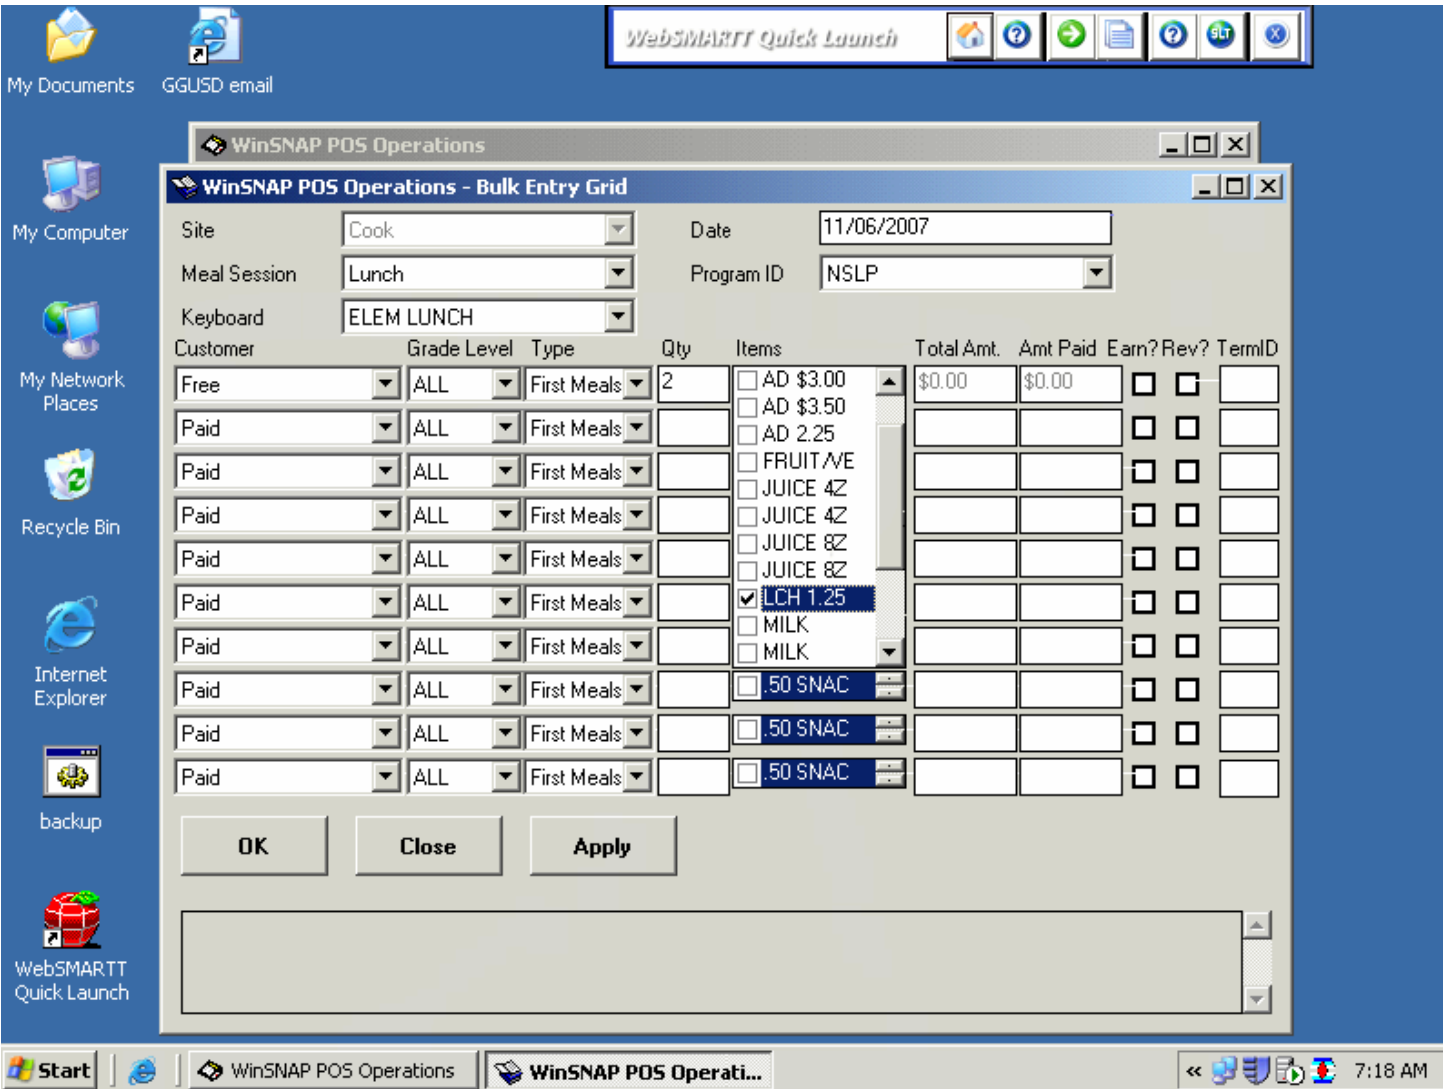 My Documents
GGUSD email
WebSMARTT Quick Launch
SLT
My Computer
My Network
Places
Recycle Bin
Internet
Explorer
backup
WebSMARTT
Quick Launch
WinSNAP POS Operations
WinSNAP POS Operations - Bulk Entry Grid
Site Cook Date 11/06/2007
Meal Session Lunch Program ID NSLP
Keyboard ELEM LUNCH
Customer Grade Level Type Qty Items Total Amt. Amt Paid Earn? Rev? TermID
Free ALL First Meals 2 $0.00 $0.00
Paid ALL First Meals
Paid ALL First Meals
Paid ALL First Meals
Paid ALL First Meals
Paid ALL First Meals
Paid ALL First Meals
Paid ALL First Meals .50 SNAC
Paid ALL First Meals .50 SNAC
Paid ALL First Meals .50 SNAC
AD $3.00
AD $3.50
AD 2.25
FRUIT/VE
JUICE 4Z
JUICE 4Z
JUICE 8Z
JUICE 8Z
LCH 1.25
MILK
MILK
OK Close Apply
Start WinSNAP POS Operations WinSNAP POS Operati... « 7:18 AM